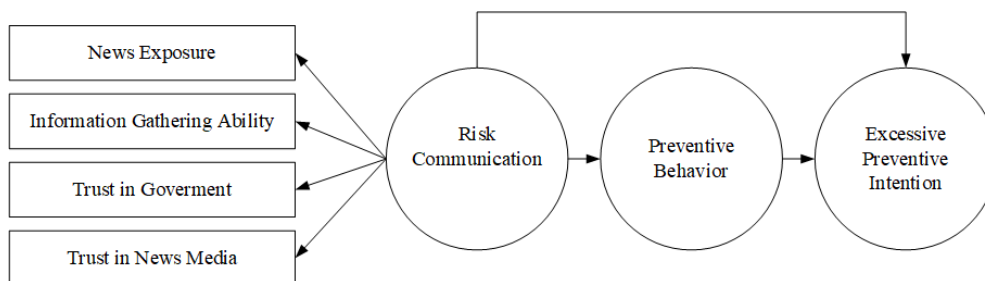 News Exposure
Information Gathering Ability
Trust in Goverment
Trust in News Media
Risk
Communication
Preventive
Behavior
Excessive
Preventive
Intention